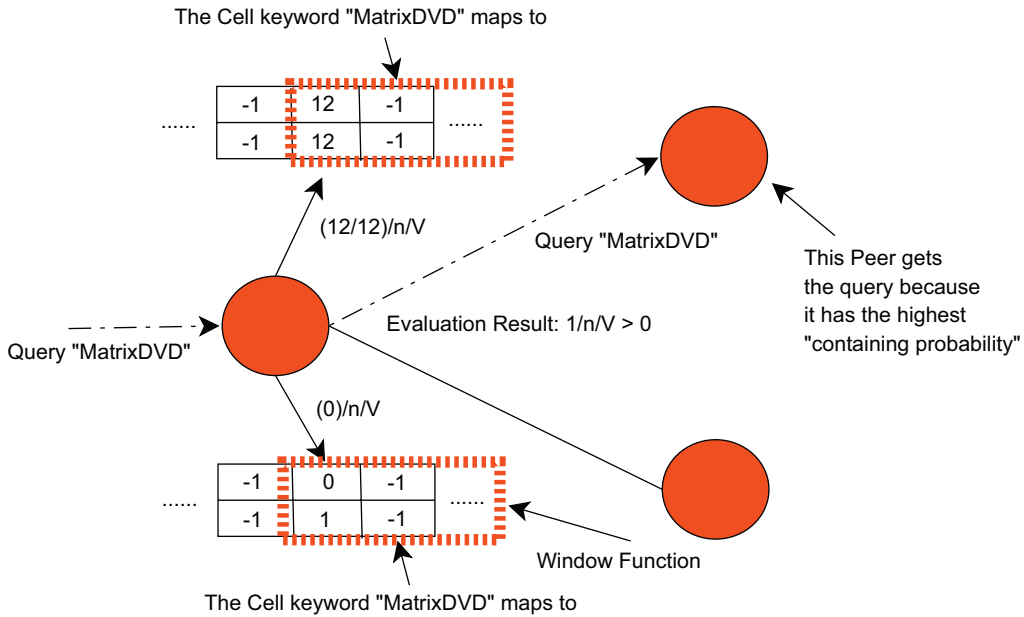 The Cell keyword "MatrixDVD" maps to
-1 12 -1
...... ......
-1 12 -1
(12/12)/n/V
Query "MatrixDVD"
This Peer gets
the query because
it has the highest
"containing probability"
Evaluation Result: 1/n/V > 0
Query "MatrixDVD"
(0)/n/V
-1 0 -1
...... ......
-1 1 -1
Window Function
The Cell keyword "MatrixDVD" maps to